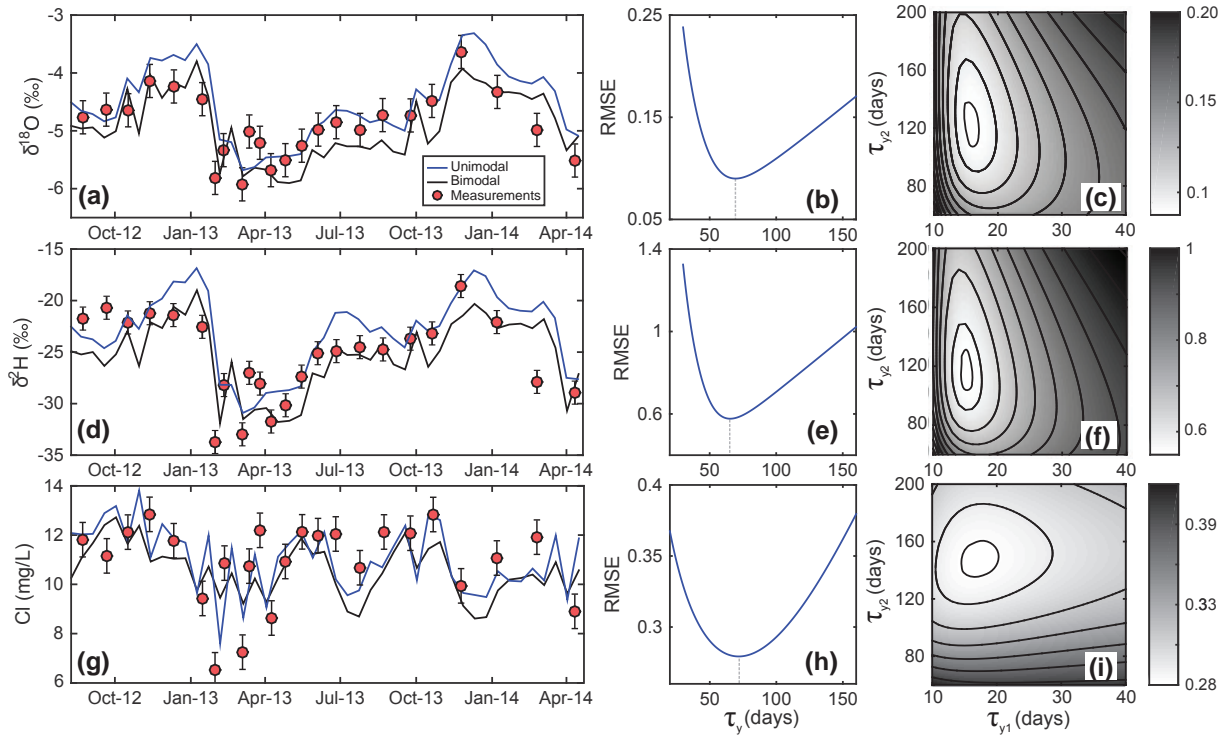 -3
-4
-5
-6
δ¹⁸O (‰)
(a)
Unimodal
Bimodal
Measurements
Oct-12 Jan-13 Apr-13 Jul-13 Oct-13 Jan-14 Apr-14
0.25
0.15
0.05
RMSE
(b)
50 100 150
200
160
120
80
τy2 (days)
(c)
10 20 30 40
0.20
0.1
-15
-20
-25
-30
-35
δ²H (‰)
(d)
Oct-12 Jan-13 Apr-13 Jul-13 Oct-13 Jan-14 Apr-14
1.4
1
0.6
RMSE
(e)
50 100 150
200
160
120
80
τy2 (days)
(f)
10 20 30 40
1
0.8
0.6
12
10
8
6
Cl (mg/L)
(g)
Oct-12 Jan-13 Apr-13 Jul-13 Oct-13 Jan-14 Apr-14
0.4
0.35
0.3
RMSE
(h)
50 100 150
τy (days)
200
160
120
80
τy2 (days)
(i)
10 20 30 40
τy1 (days)
0.39
0.33
0.28